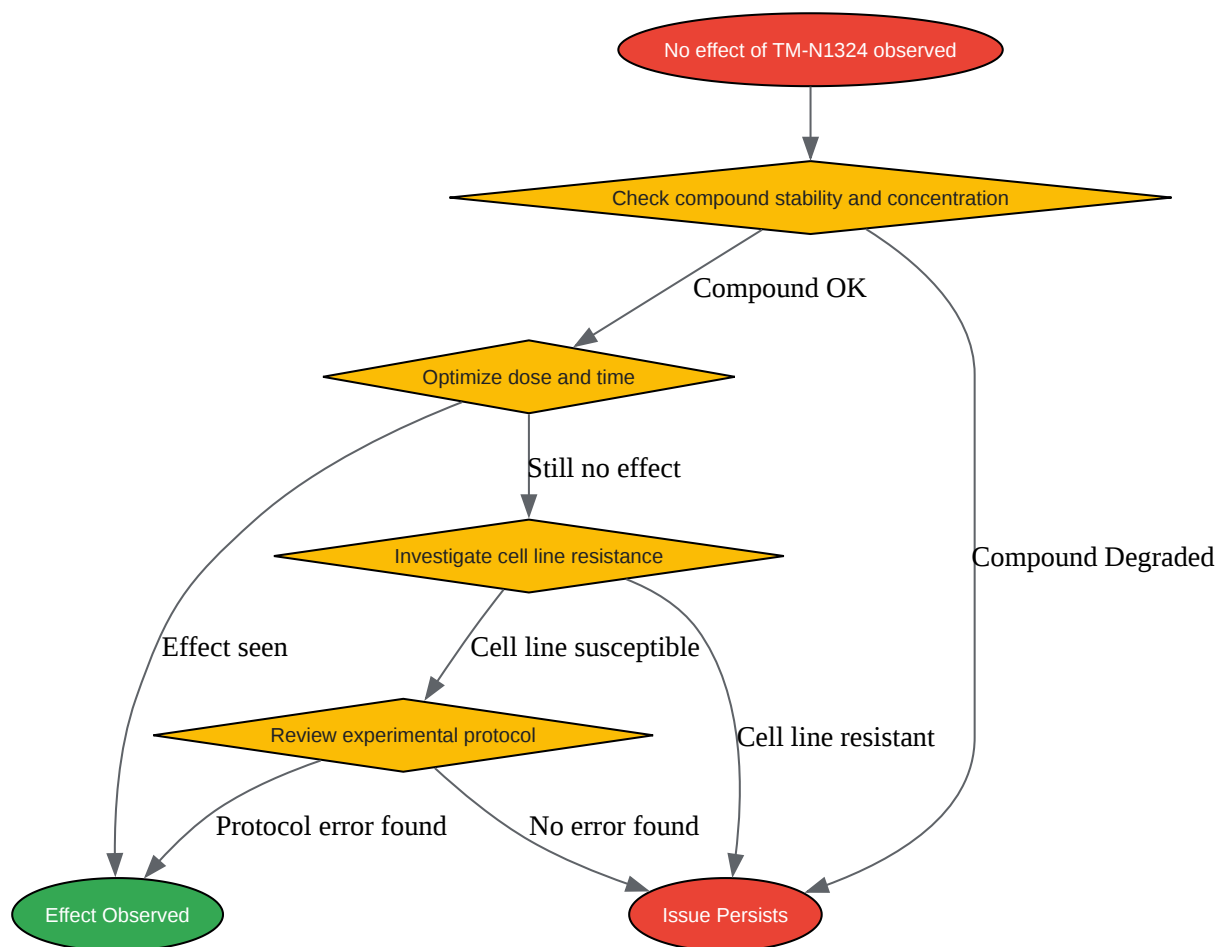 No effect of TM-N1324 observed
Check compound stability and concentration
Compound OK
Optimize dose and time
Still no effect
Investigate cell line resistance
Compound Degraded
Effect seen
Cell line susceptible
Review experimental protocol
Cell line resistant
Protocol error found
No error found
Effect Observed
Issue Persists